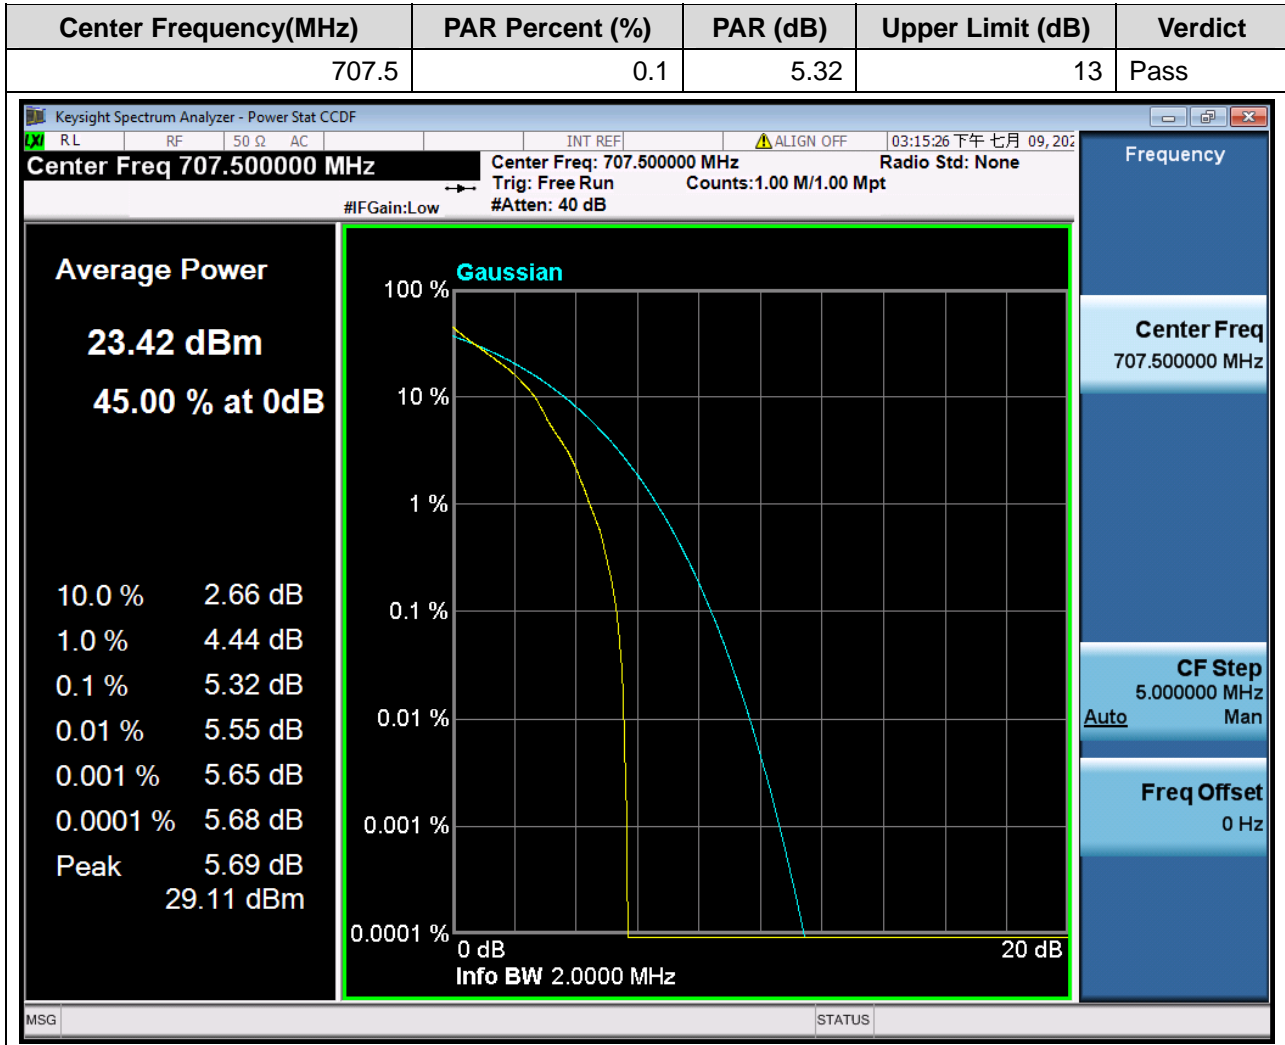 Center Frequency(MHz) PAR Percent (%) PAR (dB) Upper Limit (dB) Verdict
707.5 0.1 5.32 13 Pass
Keysight Spectrum Analyzer - Power Stat CCDF
LXI RL RF 50 Ω AC INT REF ALIGN OFF 03:15:26 下午 七月 09, 202
Center Freq 707.500000 MHz
Center Freq: 707.500000 MHz Radio Std: None
Trig: Free Run Counts:1.00 M/1.00 Mpt
#IFGain:Low #Atten: 40 dB
Frequency
Average Power
23.42 dBm
45.00 % at 0dB
10.0 % 2.66 dB
1.0 % 4.44 dB
0.1 % 5.32 dB
0.01 % 5.55 dB
0.001 % 5.65 dB
0.0001 % 5.68 dB
Peak 5.69 dB
29.11 dBm
Gaussian
100 %
10 %
1 %
0.1 %
0.01 %
0.001 %
0.0001 %
0 dB 20 dB
Info BW 2.0000 MHz
Center Freq
707.500000 MHz
CF Step
5.000000 MHz
Auto Man
Freq Offset
0 Hz
MSG STATUS